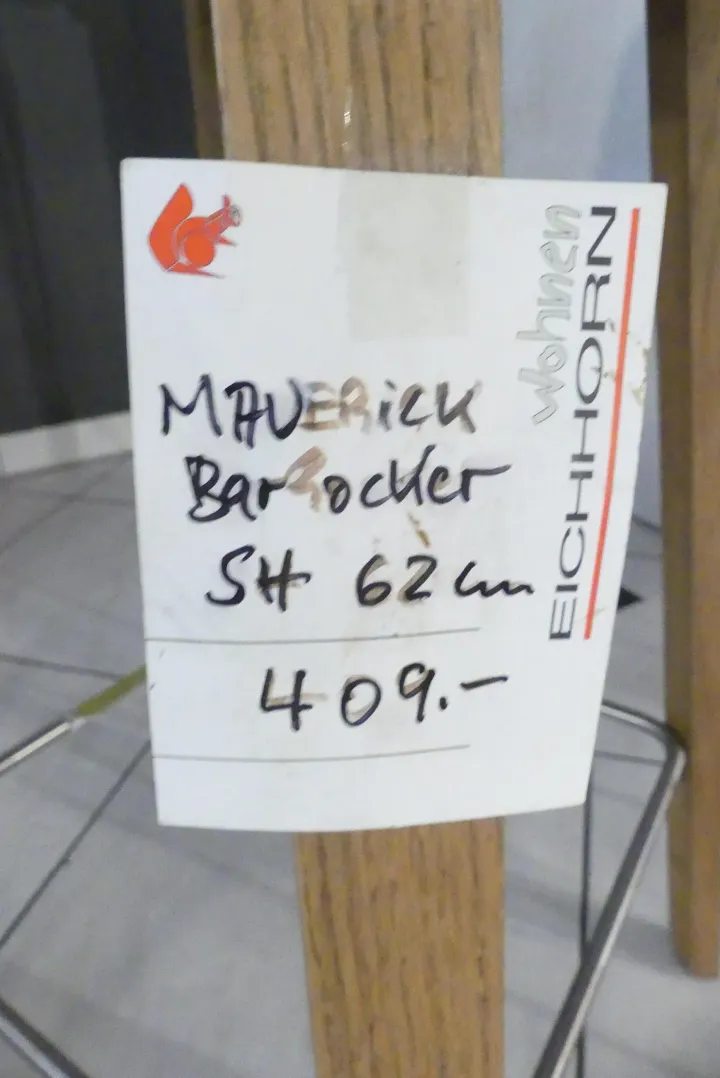 MAVERick
Barhocker
SH 62 cm
409.-
Wohnen
EICHHORN